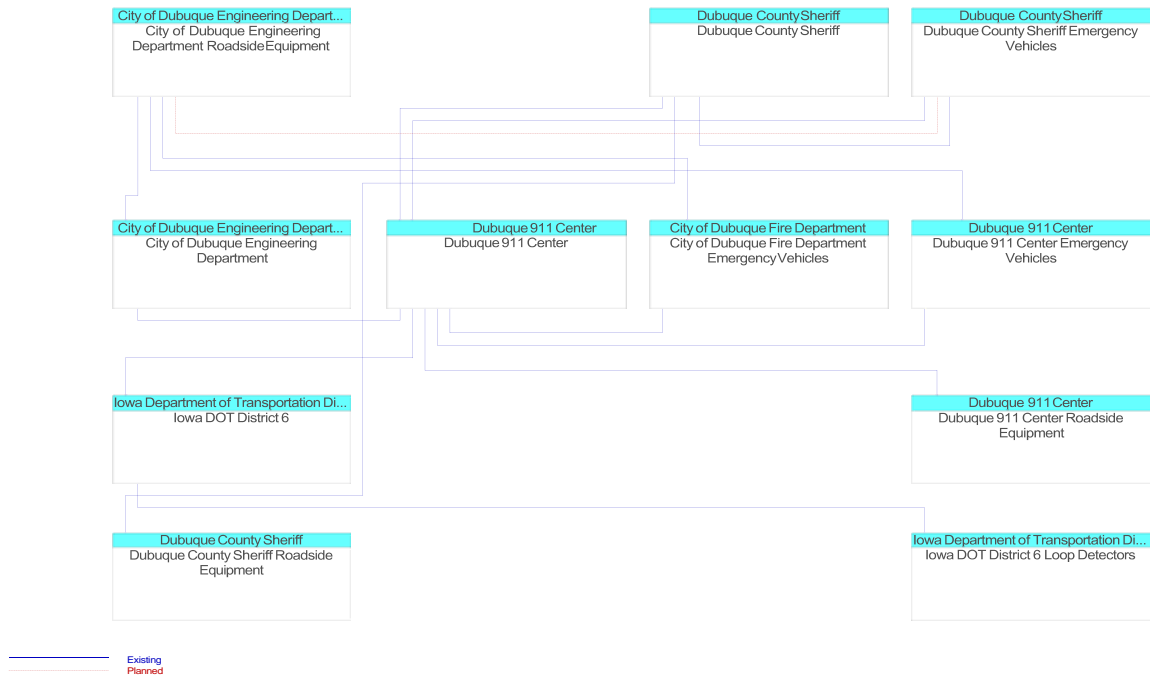 City of Dubuque Engineering Depart...
City of Dubuque Engineering
Department Roadside Equipment
Dubuque County Sheriff
Dubuque County Sheriff
Dubuque County Sheriff
Dubuque County Sheriff Emergency
Vehicles
City of Dubuque Engineering Depart...
City of Dubuque Engineering
Department
Dubuque 911 Center
Dubuque 911 Center
City of Dubuque Fire Department
City of Dubuque Fire Department
Emergency Vehicles
Dubuque 911 Center
Dubuque 911 Center Emergency
Vehicles
Iowa Department of Transportation Di...
Iowa DOT District 6
Dubuque 911 Center
Dubuque 911 Center Roadside
Equipment
Dubuque County Sheriff
Dubuque County Sheriff Roadside
Equipment
Iowa Department of Transportation Di...
Iowa DOT District 6 Loop Detectors
Existing
Planned